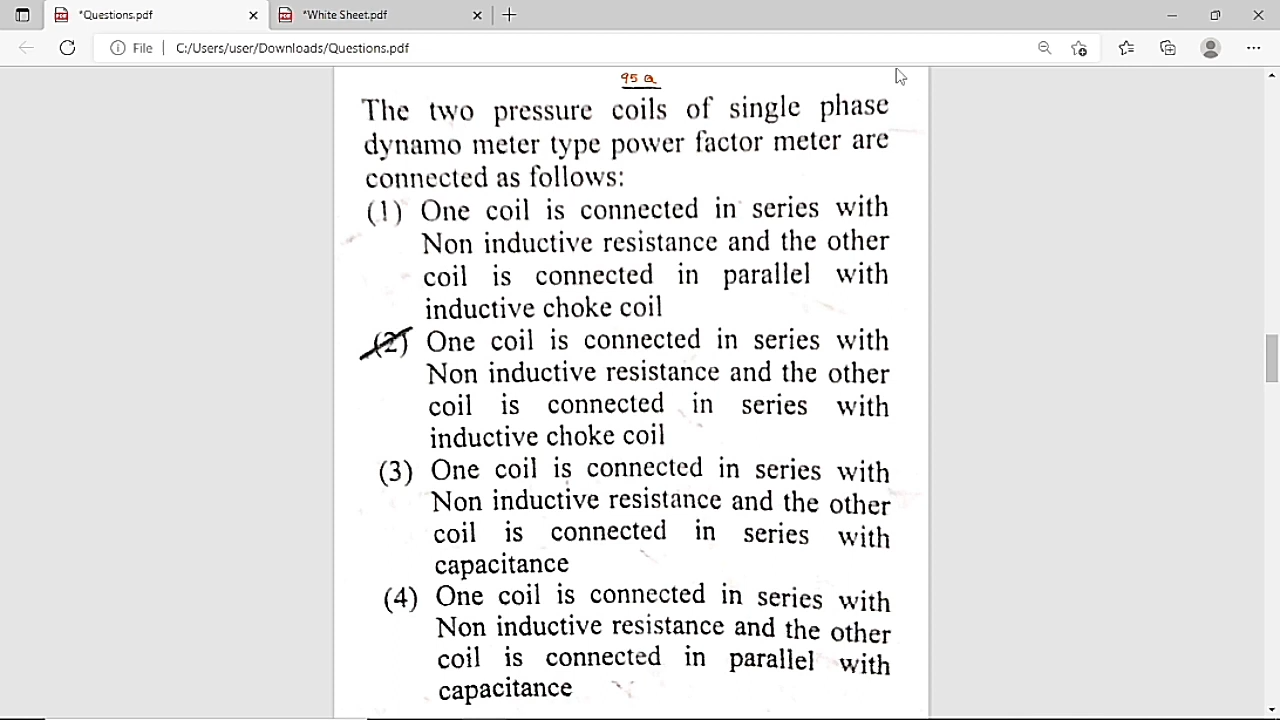 *Questions.pdf
*White Sheet.pdf
File | C:/Users/user/Downloads/Questions.pdf
95 Q
The two pressure coils of single phase
dynamo meter type power factor meter are
connected as follows:
(1) One coil is connected in series with
Non inductive resistance and the other
coil is connected in parallel with
inductive choke coil
(2) One coil is connected in series with
Non inductive resistance and the other
coil is connected in series with
inductive choke coil
(3) One coil is connected in series with
Non inductive resistance and the other
coil is connected in series with
capacitance
(4) One coil is connected in series with
Non inductive resistance and the other
coil is connected in parallel with
capacitance